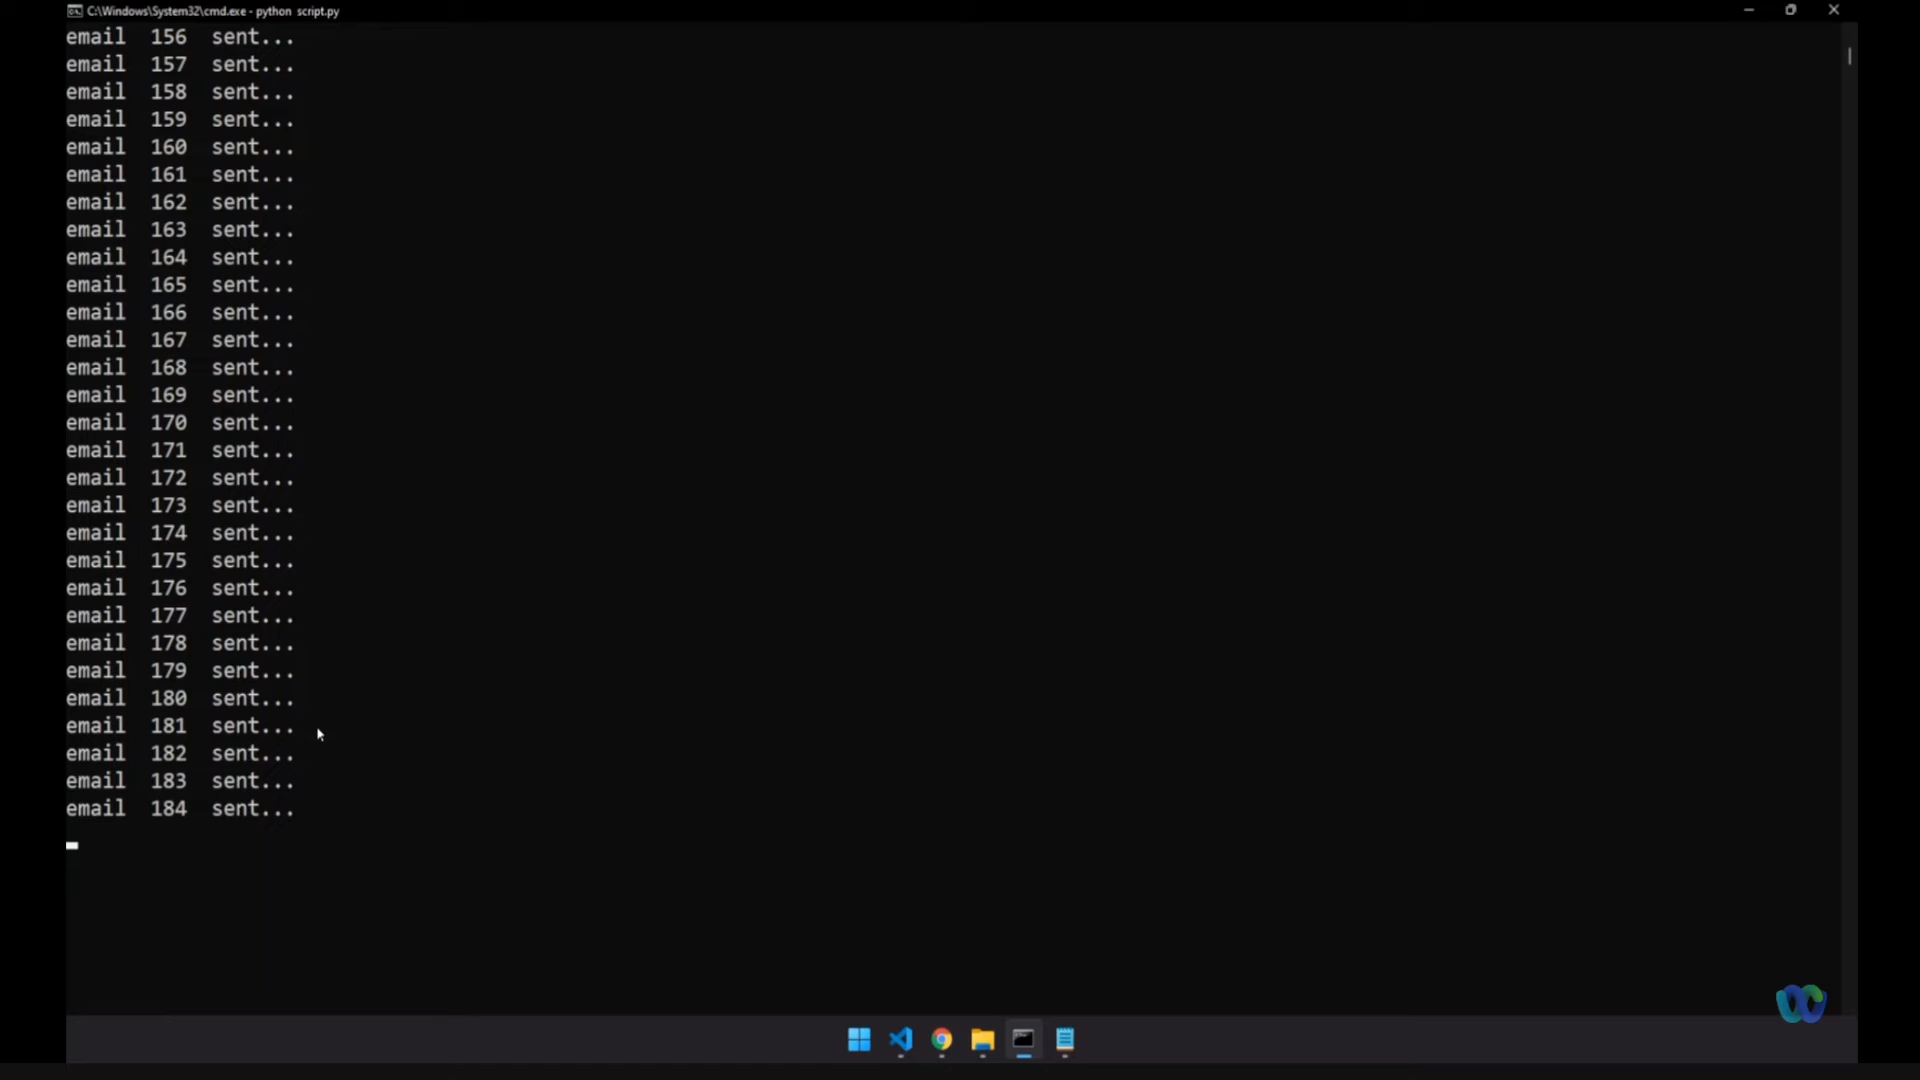 C:\Windows\System32\cmd.exe - python  script.py
email  156  sent...
email  157  sent...
email  158  sent...
email  159  sent...
email  160  sent...
email  161  sent...
email  162  sent...
email  163  sent...
email  164  sent...
email  165  sent...
email  166  sent...
email  167  sent...
email  168  sent...
email  169  sent...
email  170  sent...
email  171  sent...
email  172  sent...
email  173  sent...
email  174  sent...
email  175  sent...
email  176  sent...
email  177  sent...
email  178  sent...
email  179  sent...
email  180  sent...
email  181  sent...
email  182  sent...
email  183  sent...
email  184  sent...